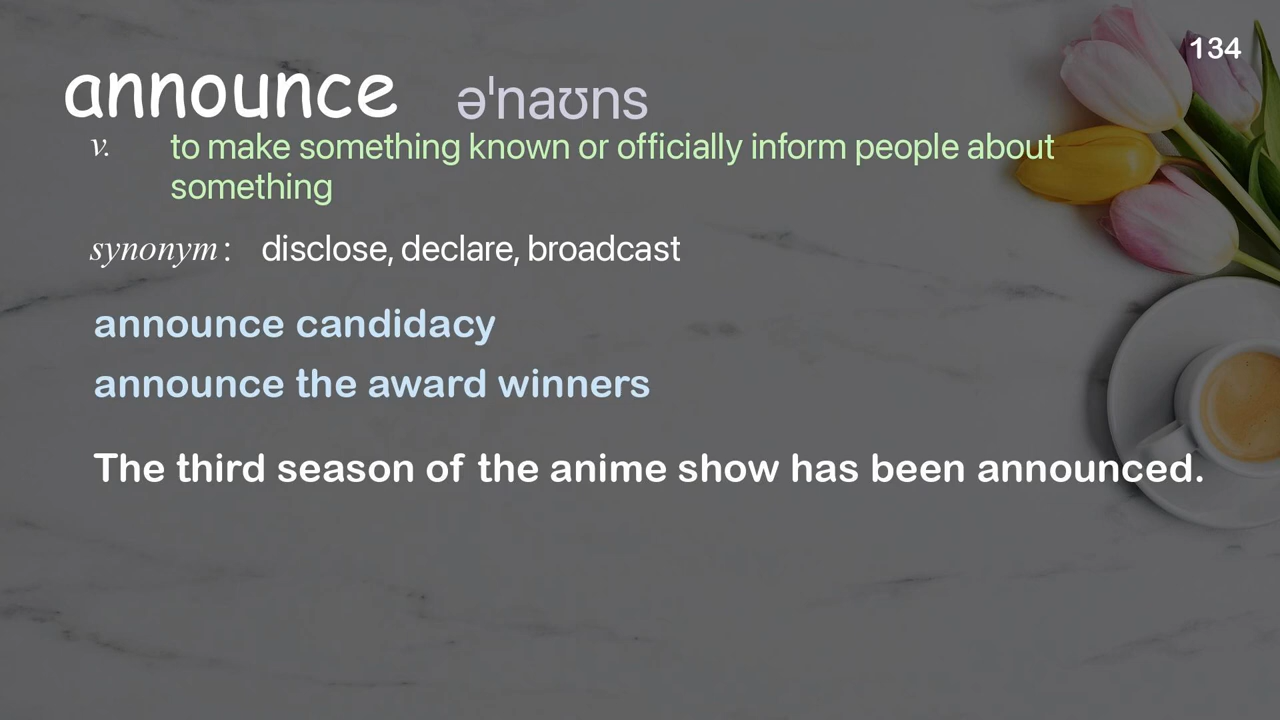 134
announce əˈnaʊns
v. to make something known or officially inform people about
something
synonym: disclose, declare, broadcast
announce candidacy
announce the award winners
The third season of the anime show has been announced.